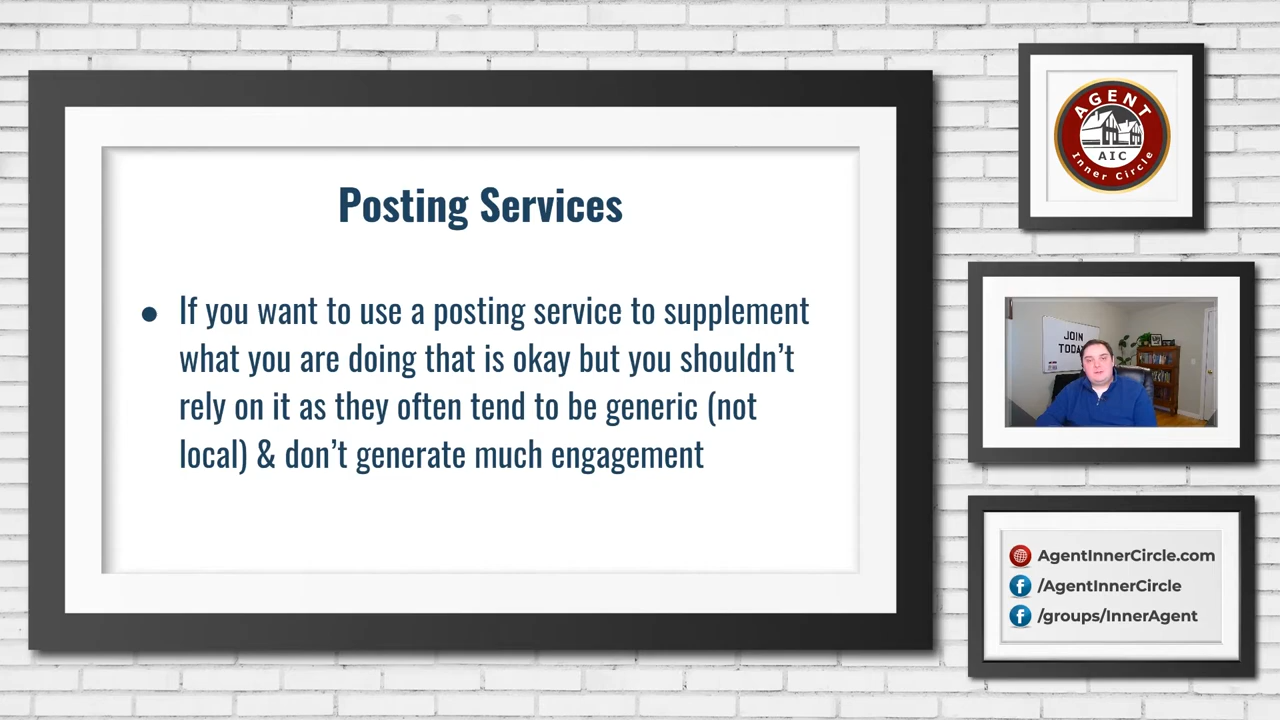 Posting Services
● If you want to use a posting service to supplement
what you are doing that is okay but you shouldn’t
rely on it as they often tend to be generic (not
local) & don’t generate much engagement
AGENT
AIC
Inner Circle
JOIN
TODAY
AgentInnerCircle.com
/AgentInnerCircle
/groups/InnerAgent